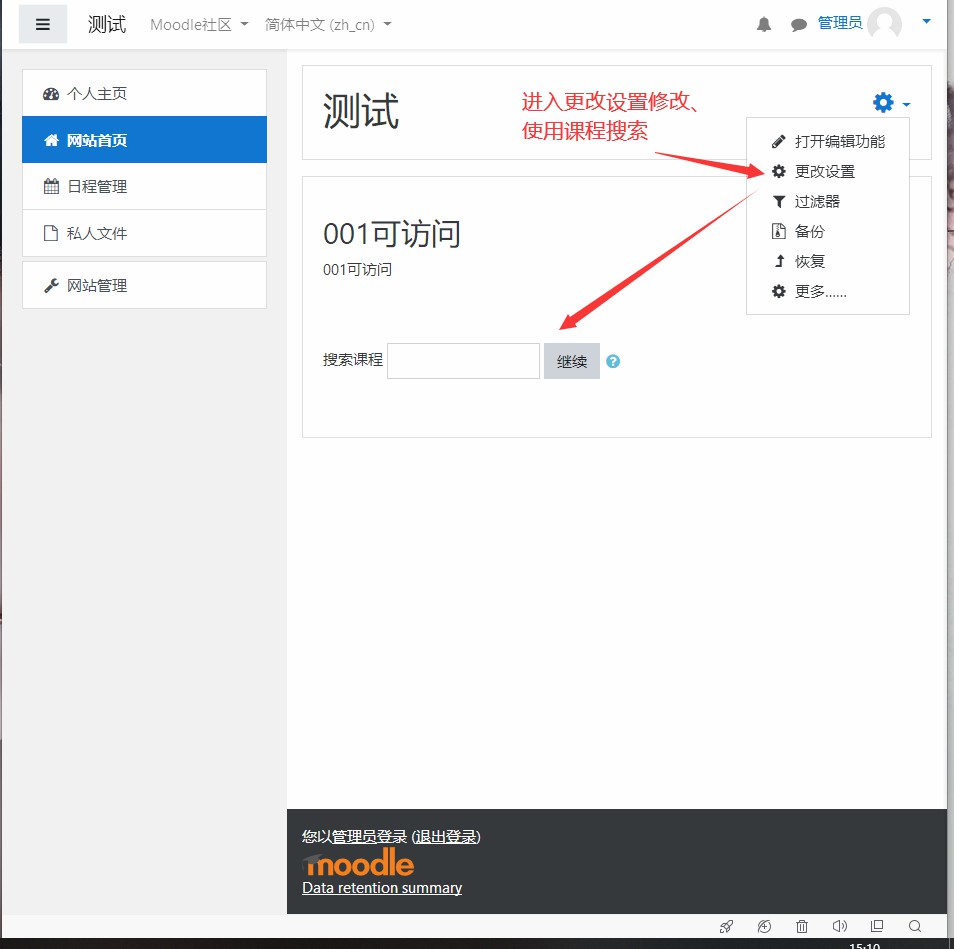 测试
Moodle社区
简体中文 (zh_cn)
管理员
个人主页
网站首页
日程管理
私人文件
网站管理
测试
进入更改设置修改、
使用课程搜索
打开编辑功能
更改设置
过滤器
备份
恢复
更多......
001可访问
001可访问
搜索课程
继续
您以管理员登录 (退出登录)
moodle
Data retention summary
15:10